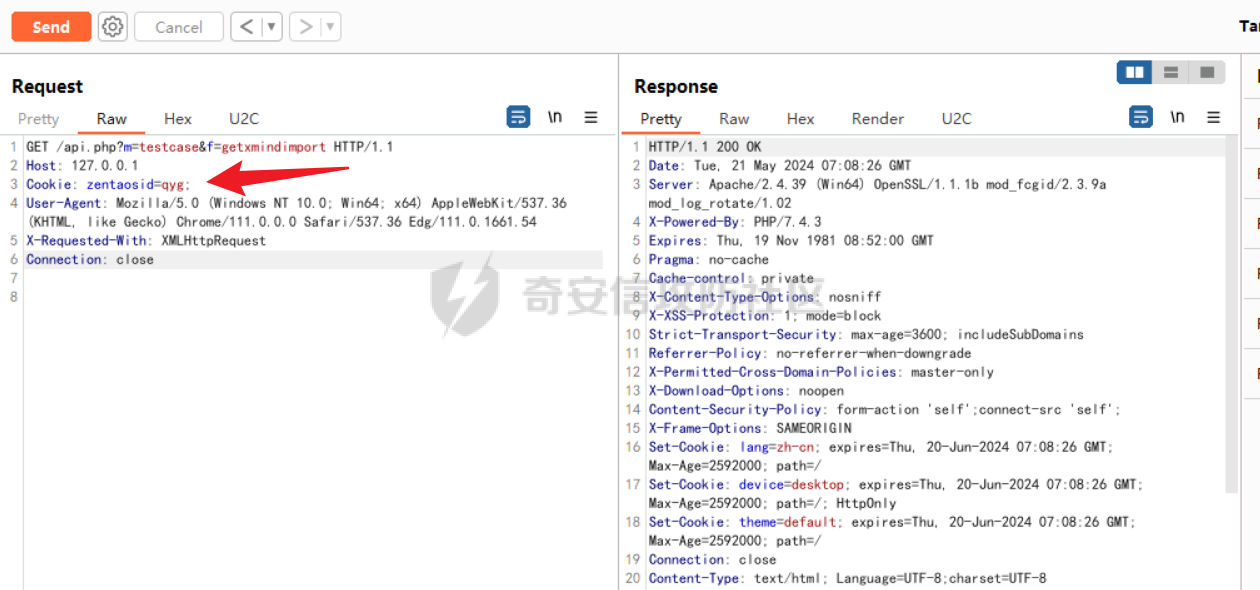 Send
Cancel
<
>
Ta
Request
Pretty
Raw
Hex
U2C
\n
1 GET /api.php?m=testcase&f=getxmindimport HTTP/1.1
2 Host: 127.0.0.1
3 Cookie: zentaosid=qyg;
4 User-Agent: Mozilla/5.0 (Windows NT 10.0; Win64; x64) AppleWebKit/537.36
(KHTML, like Gecko) Chrome/111.0.0.0 Safari/537.36 Edg/111.0.1661.54
5 X-Requested-With: XMLHttpRequest
6 Connection: close
7
8
Response
Pretty
Raw
Hex
Render
U2C
\n
1 HTTP/1.1 200 OK
2 Date: Tue, 21 May 2024 07:08:26 GMT
3 Server: Apache/2.4.39 (Win64) OpenSSL/1.1.1b mod_fcgid/2.3.9a
mod_log_rotate/1.02
4 X-Powered-By: PHP/7.4.3
5 Expires: Thu, 19 Nov 1981 08:52:00 GMT
6 Pragma: no-cache
7 Cache-control: private
8 X-Content-Type-Options: nosniff
9 X-XSS-Protection: 1; mode=block
10 Strict-Transport-Security: max-age=3600; includeSubDomains
11 Referrer-Policy: no-referrer-when-downgrade
12 X-Permitted-Cross-Domain-Policies: master-only
13 X-Download-Options: noopen
14 Content-Security-Policy: form-action 'self';connect-src 'self';
15 X-Frame-Options: SAMEORIGIN
16 Set-Cookie: lang=zh-cn; expires=Thu, 20-Jun-2024 07:08:26 GMT;
Max-Age=2592000; path=/
17 Set-Cookie: device=desktop; expires=Thu, 20-Jun-2024 07:08:26 GMT;
Max-Age=2592000; path=/; HttpOnly
18 Set-Cookie: theme=default; expires=Thu, 20-Jun-2024 07:08:26 GMT;
Max-Age=2592000; path=/
19 Connection: close
20 Content-Type: text/html; Language=UTF-8;charset=UTF-8
奇安信攻防社区